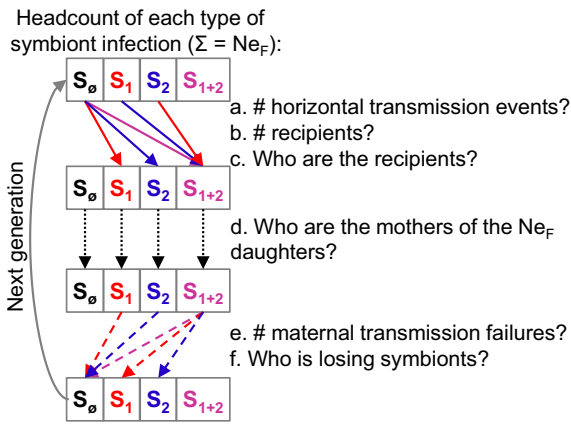 Headcount of each type of
symbiont infection (Σ = Ne_F):
S_ø S_1 S_2 S_1+2
a. # horizontal transmission events?
b. # recipients?
c. Who are the recipients?
S_ø S_1 S_2 S_1+2
d. Who are the mothers of the Ne_F
daughters?
Next generation
S_ø S_1 S_2 S_1+2
e. # maternal transmission failures?
f. Who is losing symbionts?
S_ø S_1 S_2 S_1+2